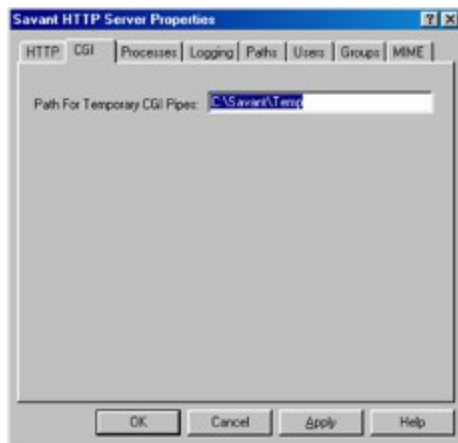 Savant HTTP Server Properties
HTTP CGI Processes Logging Paths Users Groups MIME
Path For Temporary CGI Pipes: C:\Savant\Temp
OK Cancel Apply Help